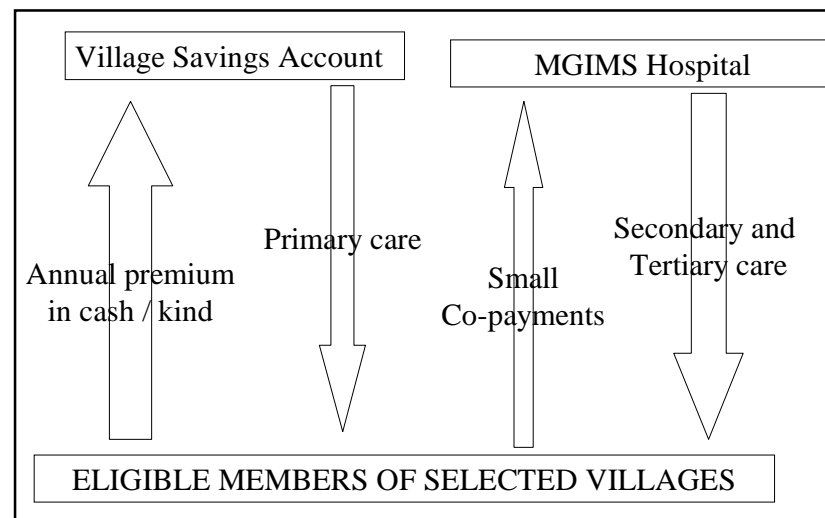 Village Savings Account
MGIMS Hospital
Annual premium
in cash / kind
Primary care
Small
Co-payments
Secondary and
Tertiary care
ELIGIBLE MEMBERS OF SELECTED VILLAGES